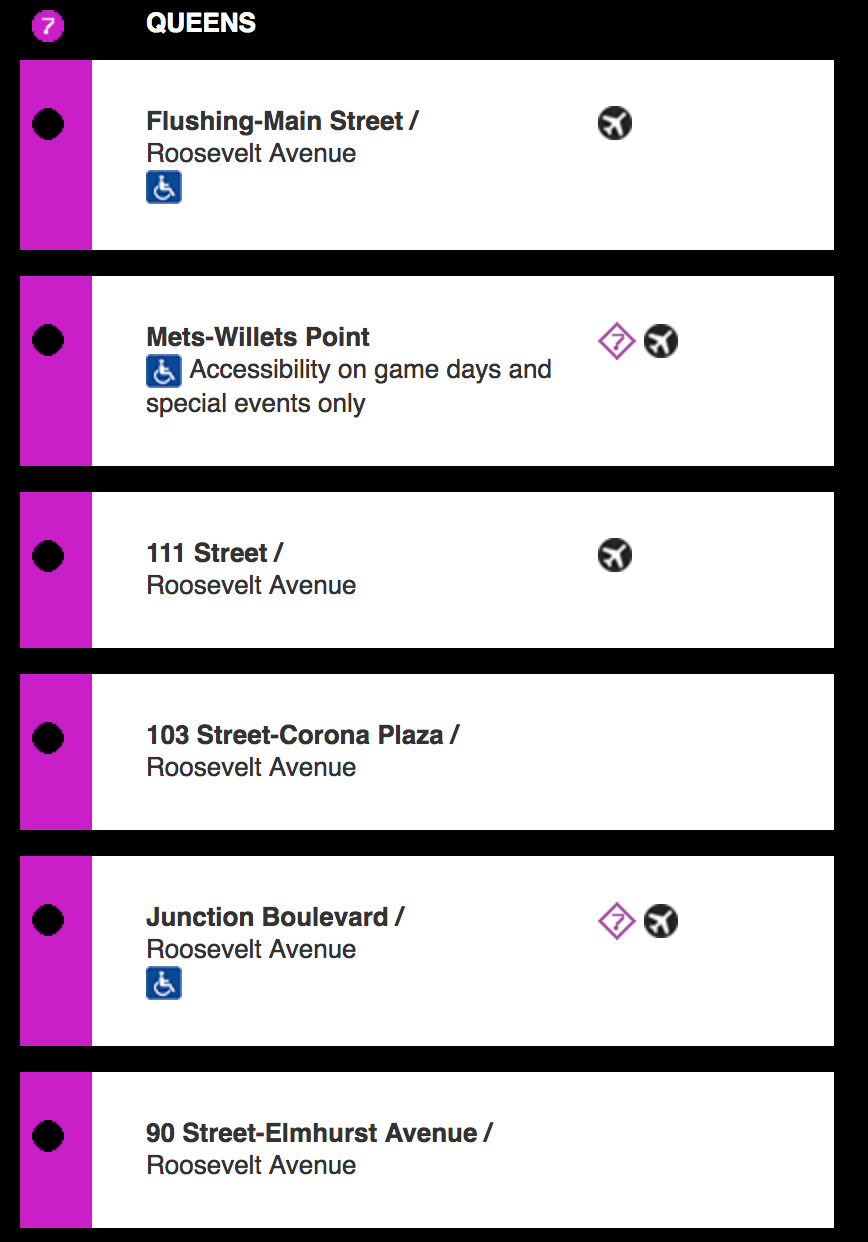 7 QUEENS
Flushing-Main Street /
Roosevelt Avenue
Mets-Willets Point 7
Accessibility on game days and
special events only
111 Street /
Roosevelt Avenue
103 Street-Corona Plaza /
Roosevelt Avenue
Junction Boulevard / 7
Roosevelt Avenue
90 Street-Elmhurst Avenue /
Roosevelt Avenue